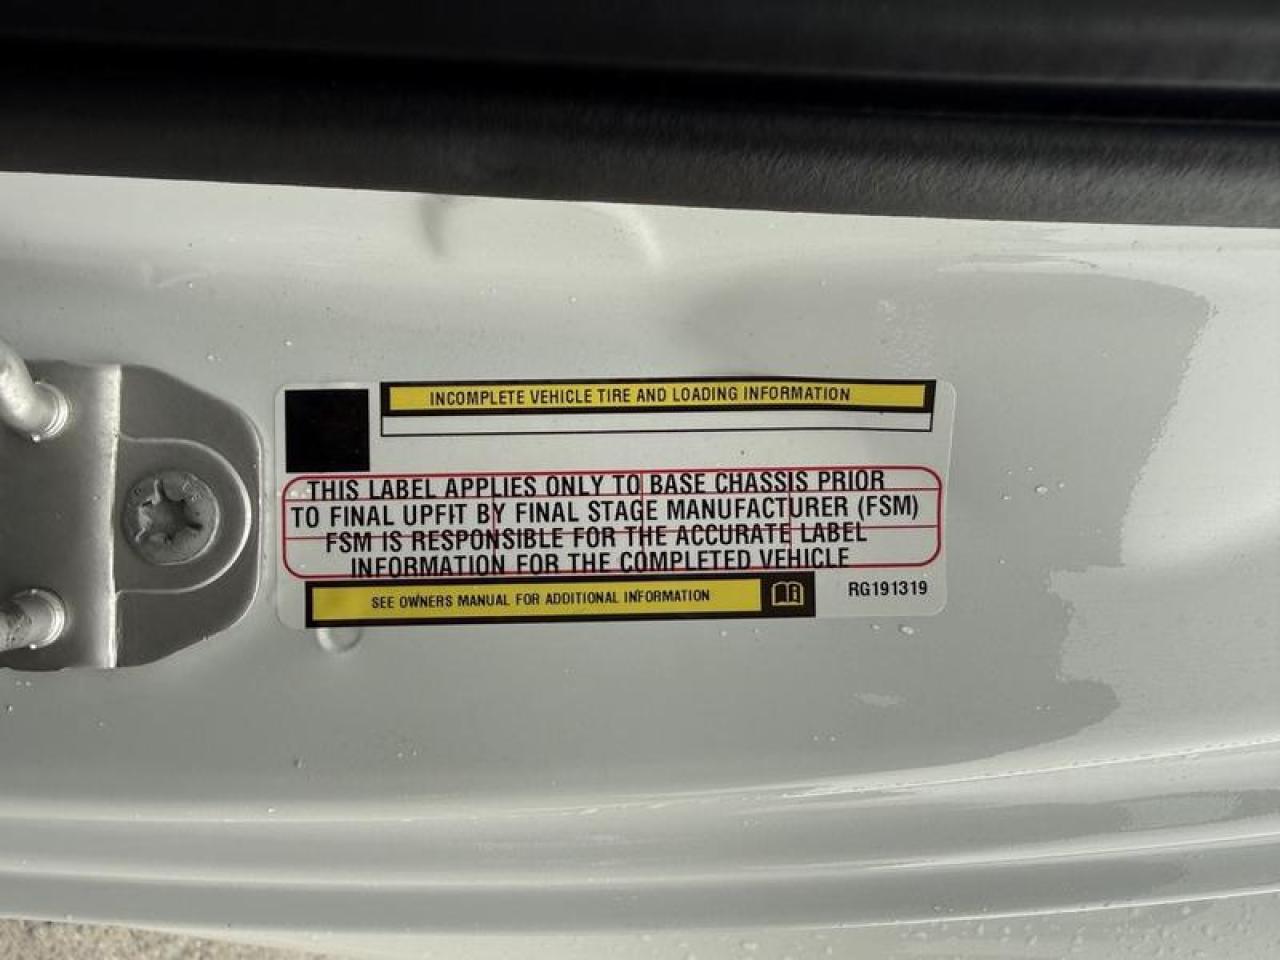 INCOMPLETE VEHICLE TIRE AND LOADING INFORMATION
THIS LABEL APPLIES ONLY TO BASE CHASSIS PRIOR
TO FINAL UPFIT BY FINAL STAGE MANUFACTURER (FSM)
FSM IS RESPONSIBLE FOR THE ACCURATE LABEL
INFORMATION FOR THE COMPLETED VEHICLE
SEE OWNERS MANUAL FOR ADDITIONAL INFORMATION
RG191319